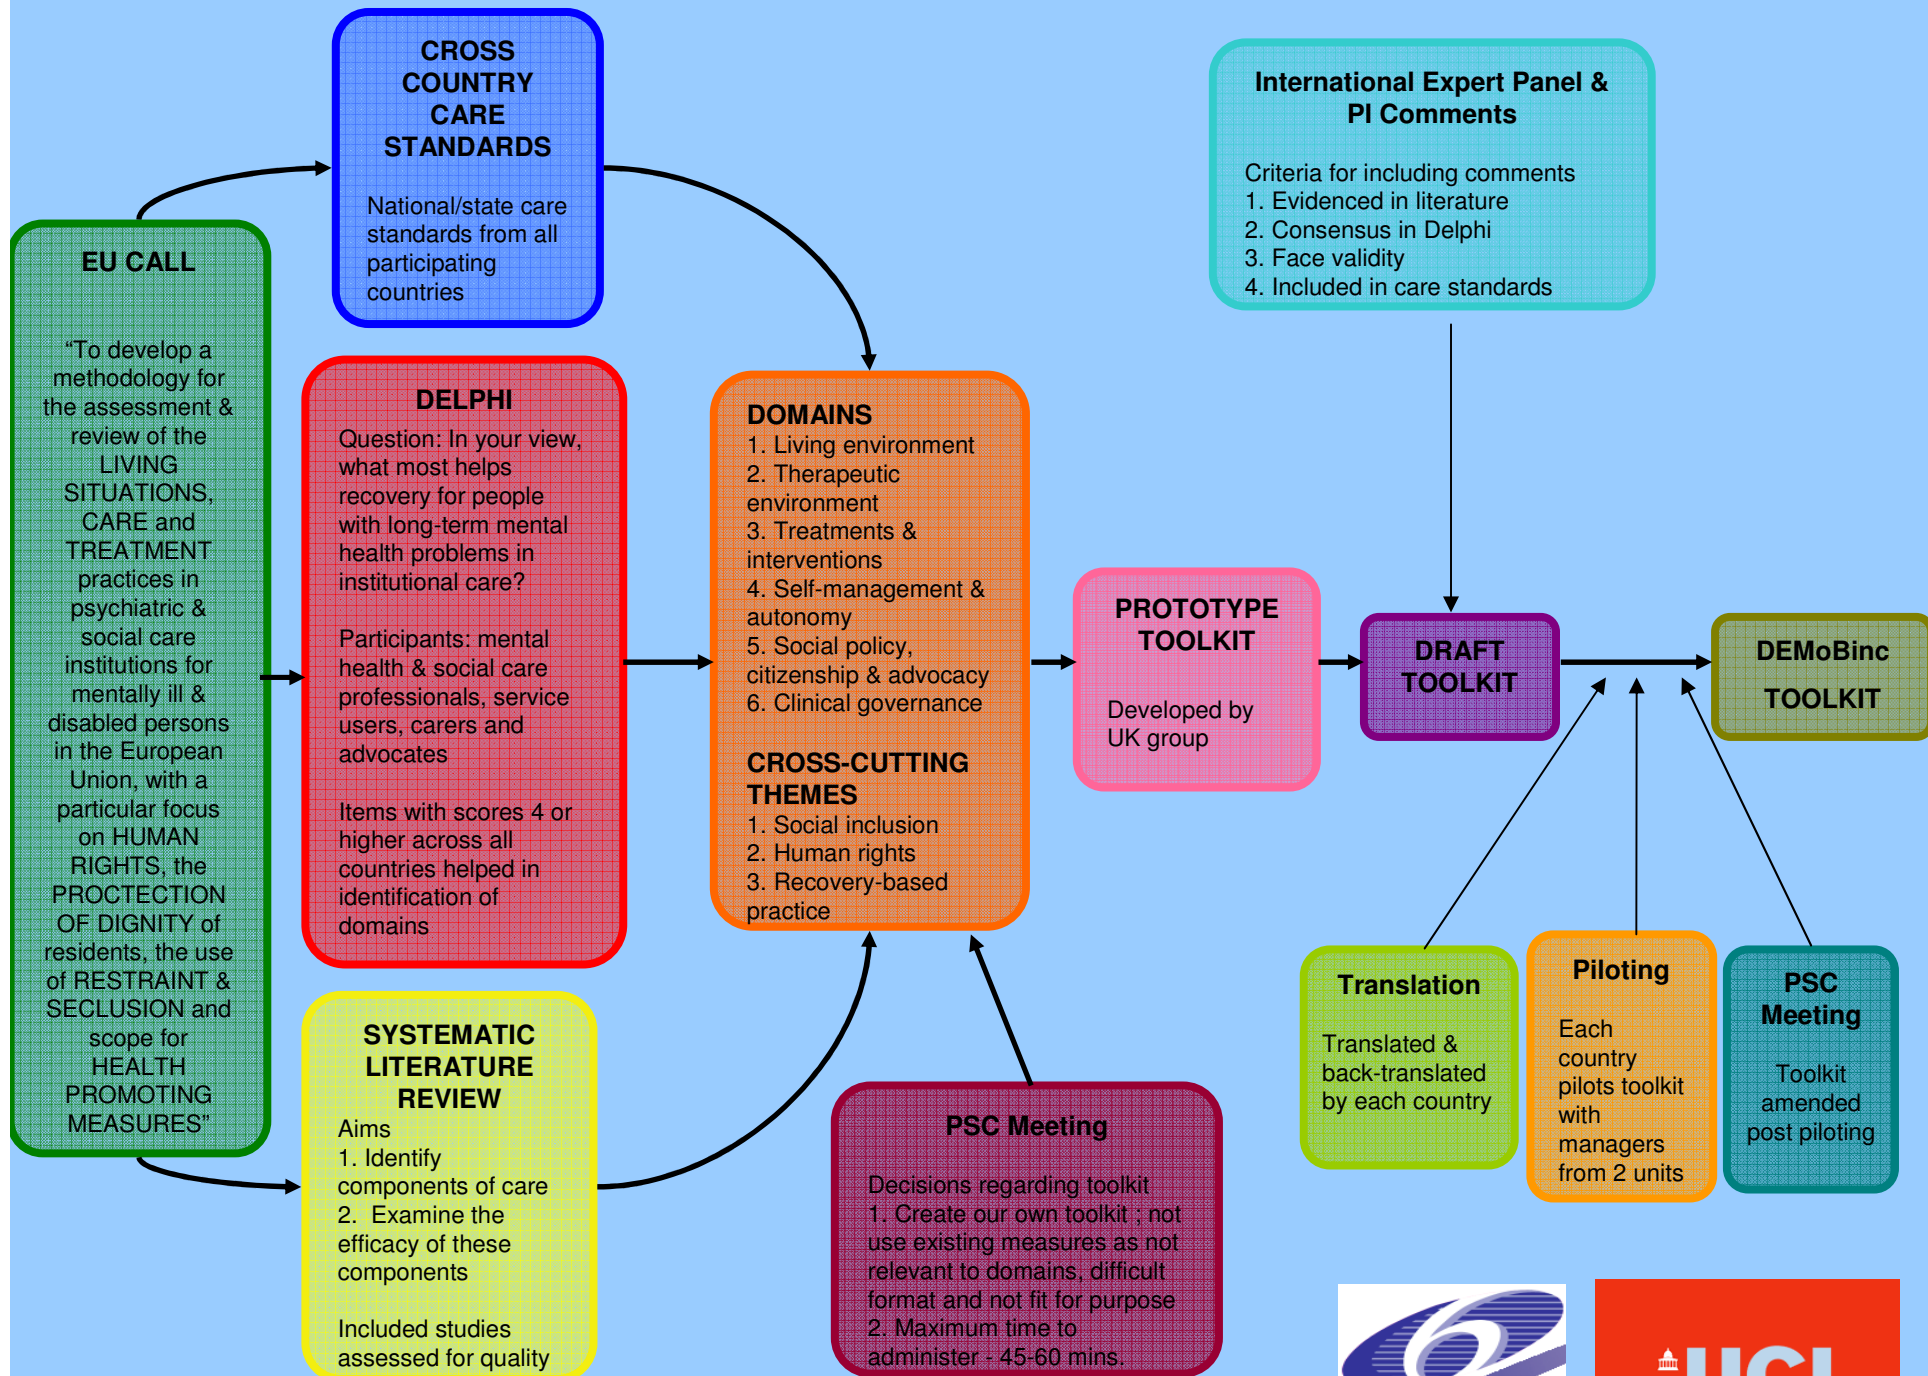 EU CALL
“To develop a
methodology for
the assessment &
review of the
LIVING
SITUATIONS,
CARE and
TREATMENT
practices in
psychiatric &
social care
institutions for
mentally ill &
disabled persons
in the European
Union, with a
particular focus
on HUMAN
RIGHTS, the
PROCTECTION
OF DIGNITY of
residents, the use
of RESTRAINT &
SECLUSION and
scope for
HEALTH
PROMOTING
MEASURES”
CROSS
COUNTRY
CARE
STANDARDS
National/state care
standards from all
participating
countries
DELPHI
Question: In your view,
what most helps
recovery for people
with long-term mental
health problems in
institutional care?
Participants: mental
health & social care
professionals, service
users, carers and
advocates
Items with scores 4 or
higher across all
countries helped in
identification of
domains
SYSTEMATIC
LITERATURE
REVIEW
Aims
1. Identify
components of care
2. Examine the
efficacy of these
components
Included studies
assessed for quality
DOMAINS
1. Living environment
2. Therapeutic
environment
3. Treatments &
interventions
4. Self-management &
autonomy
5. Social policy,
citizenship & advocacy
6. Clinical governance
CROSS-CUTTING
THEMES
1. Social inclusion
2. Human rights
3. Recovery-based
practice
PSC Meeting
Decisions regarding toolkit
1. Create our own toolkit ; not
use existing measures as not
relevant to domains, difficult
format and not fit for purpose
2. Maximum time to
administer - 45-60 mins.
PROTOTYPE
TOOLKIT
Developed by
UK group
International Expert Panel &
PI Comments
Criteria for including comments
1. Evidenced in literature
2. Consensus in Delphi
3. Face validity
4. Included in care standards
DRAFT
TOOLKIT
DEMoBinc
TOOLKIT
Translation
Translated &
back-translated
by each country
Piloting
Each
country
pilots toolkit
with
managers
from 2 units
PSC
Meeting
Toolkit
amended
post piloting
6
UCL